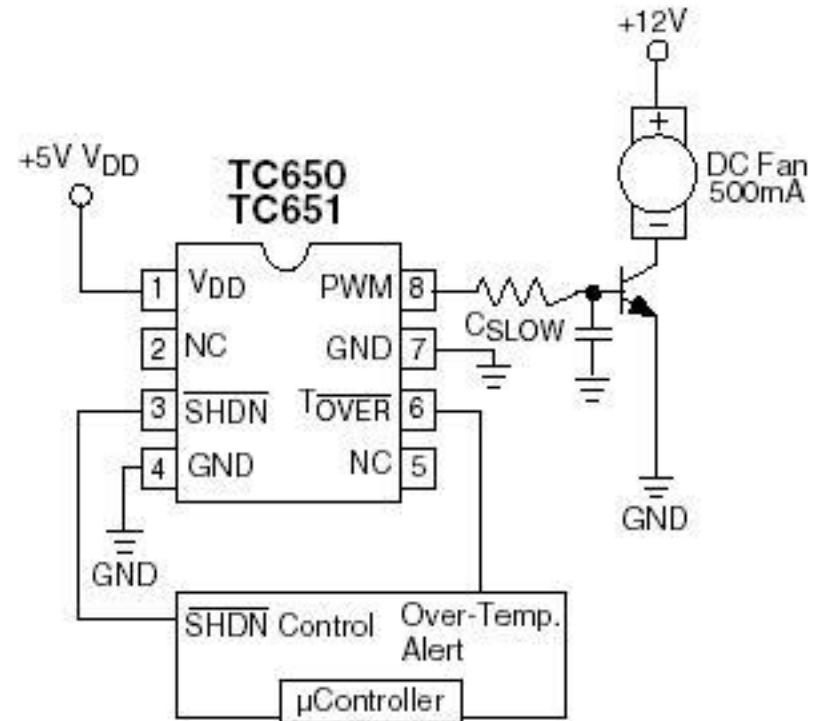 +12V
+
DC Fan
500mA
−
+5V VDD
TC650
TC651
1 VDD
PWM 8
2 NC
GND 7
CSLOW
3 SHDN
TOVER 6
4 GND
NC 5
GND
GND
SHDN Control
Over-Temp.
Alert
µController